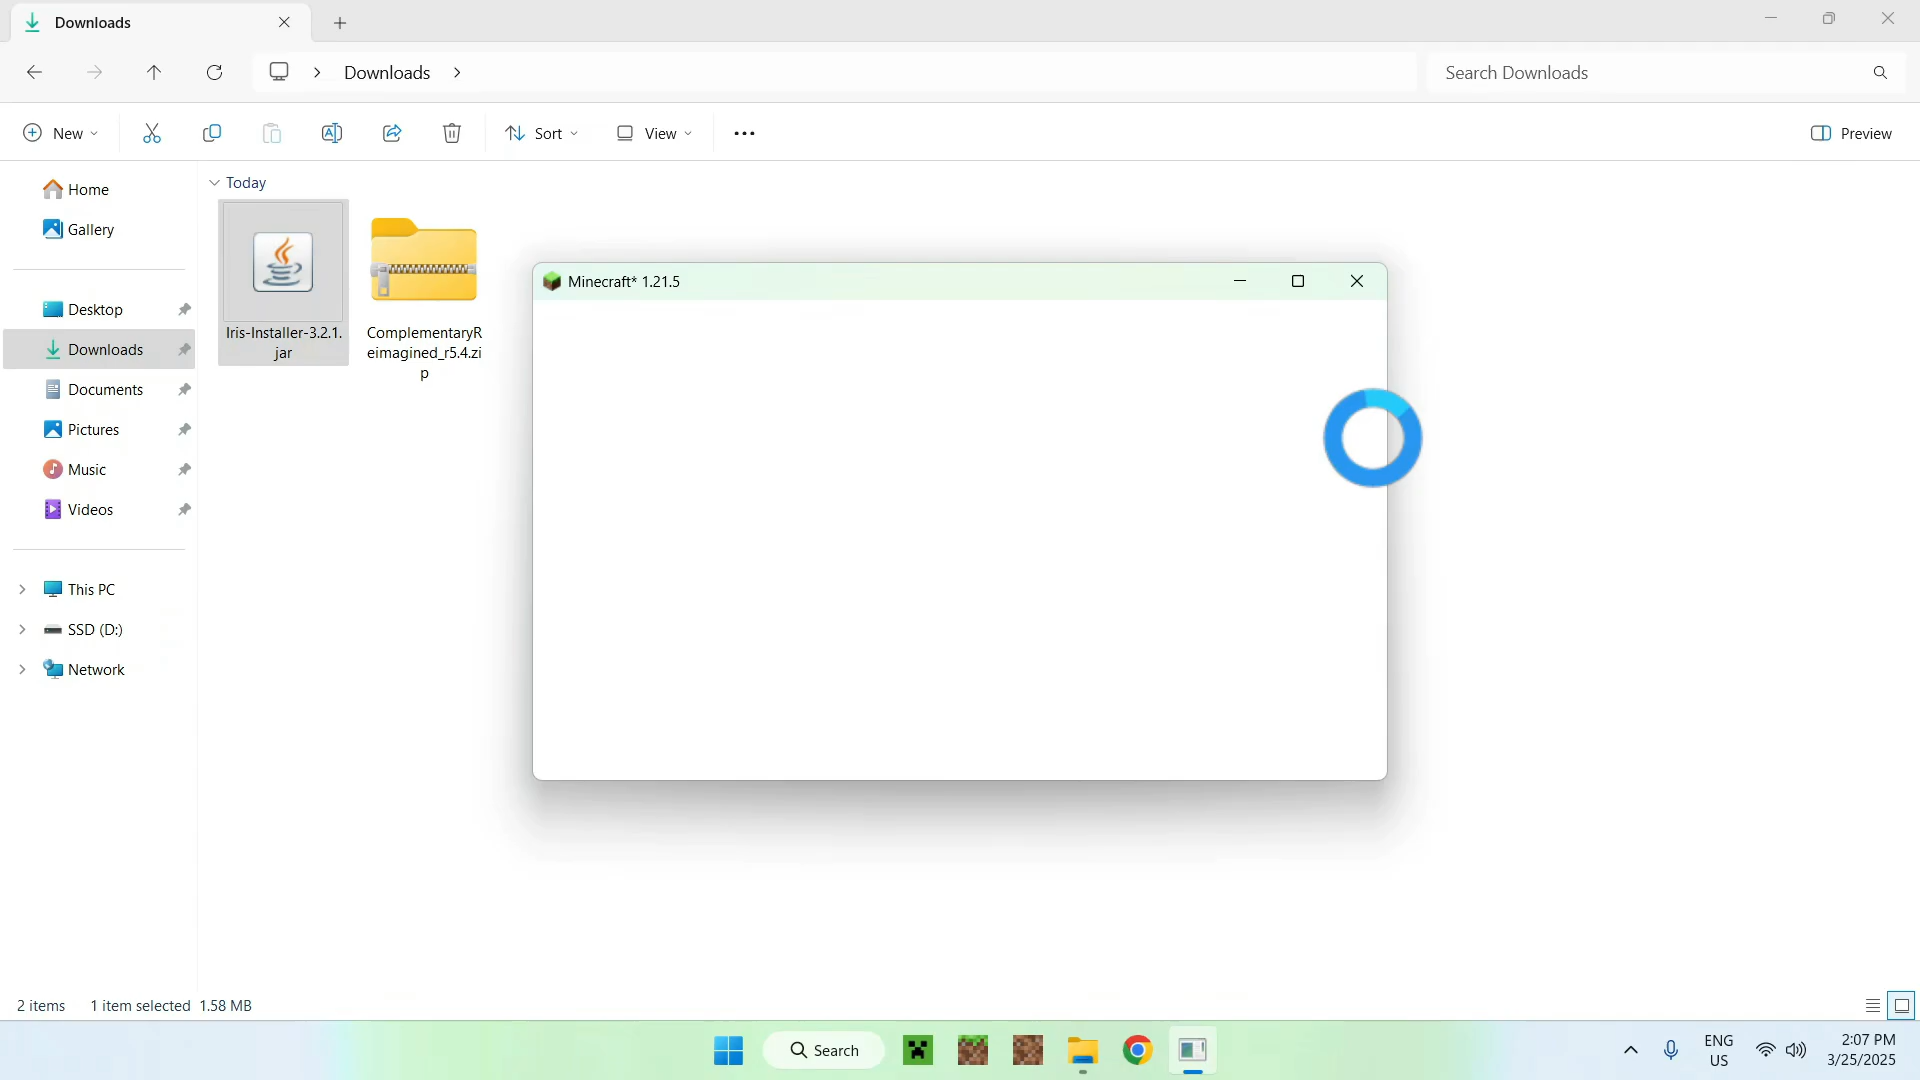 Downloads
Downloads
Search Downloads
New
Sort
View
Preview
Home
Gallery
Desktop
Downloads
Documents
Pictures
Music
Videos
This PC
SSD (D:)
Network
Today
Iris-Installer-3.2.1.
jar
ComplementaryR
eimagined_r5.4.zi
p
Minecraft* 1.21.5
2 items
1 item selected 1.58 MB
Search
ENG
US
2:07 PM
3/25/2025